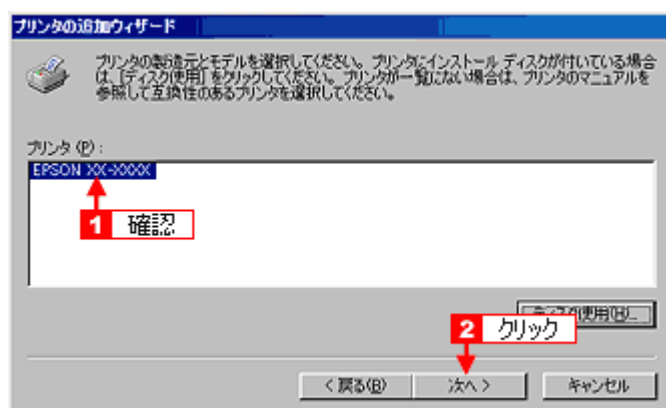 プリンタの追加ウィザード
プリンタの製造元とモデルを選択してください。プリンタにインストール ディスクが付いている場合
は、[ディスク使用] をクリックしてください。プリンタが一覧にない場合は、プリンタのマニュアルを
参照して互換性のあるプリンタを選択してください。
プリンタ (P) :
EPSON XX-XXXX
1 確認
ディスク使用(H)...
2 クリック
< 戻る(B) 次へ > キャンセル